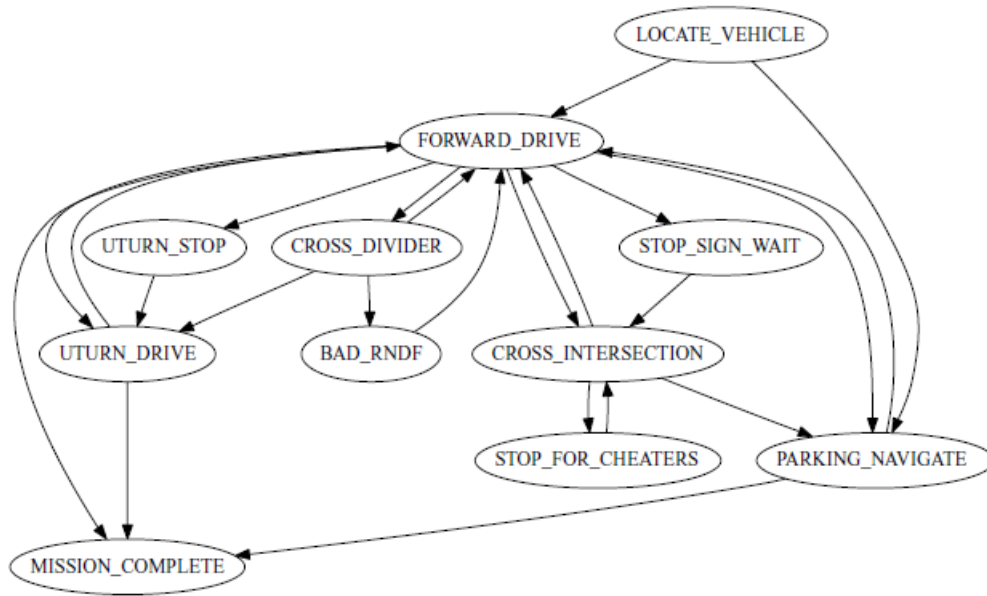 LOCATE_VEHICLE
FORWARD_DRIVE
UTURN_STOP
CROSS_DIVIDER
STOP_SIGN_WAIT
UTURN_DRIVE
BAD_RNDF
CROSS_INTERSECTION
STOP_FOR_CHEATERS
PARKING_NAVIGATE
MISSION_COMPLETE